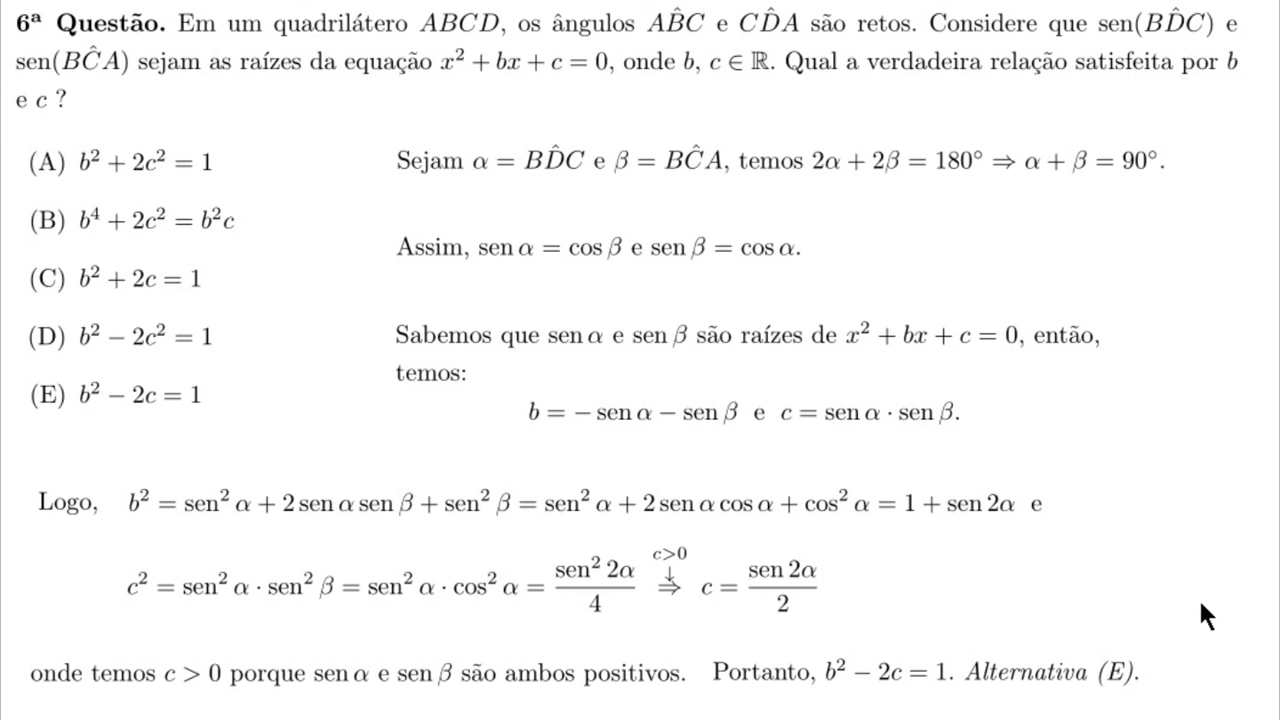 6ª Questão. Em um quadrilátero ABCD, os ângulos AB̂C e CD̂A são retos. Considere que sen(BD̂C) e
sen(BĈA) sejam as raízes da equação x² + bx + c = 0, onde b, c ∈ ℝ. Qual a verdadeira relação satisfeita por b
e c ?
(A) b² + 2c² = 1
(B) b⁴ + 2c² = b²c
(C) b² + 2c = 1
(D) b² − 2c² = 1
(E) b² − 2c = 1
Sejam α = BD̂C e β = BĈA, temos 2α + 2β = 180° ⇒ α + β = 90°.
Assim, sen α = cos β e sen β = cos α.
Sabemos que sen α e sen β são raízes de x² + bx + c = 0, então,
temos:
b = − sen α − sen β e c = sen α · sen β.
Logo, b² = sen² α + 2 sen α sen β + sen² β = sen² α + 2 sen α cos α + cos² α = 1 + sen 2α e
c² = sen² α · sen² β = sen² α · cos² α = sen² 2α / 4 c>0 ↓ ⇒ c = sen 2α / 2
onde temos c > 0 porque sen α e sen β são ambos positivos. Portanto, b² − 2c = 1. Alternativa (E).